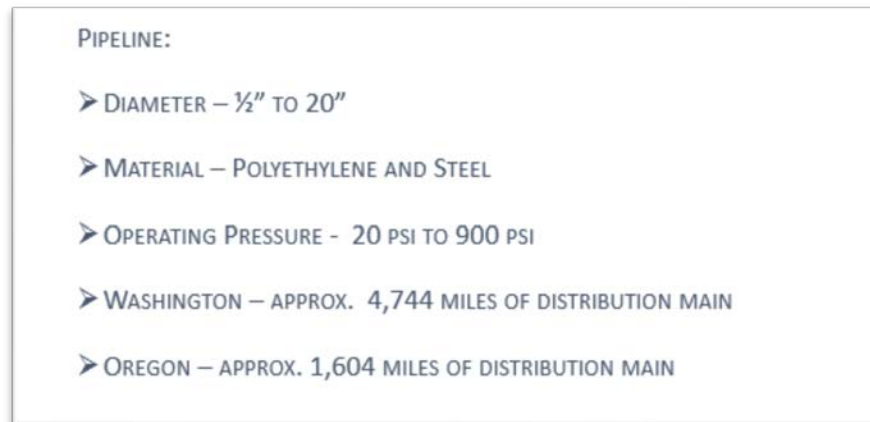 PIPELINE:
➢ DIAMETER – ½” TO 20”
➢ MATERIAL – POLYETHYLENE AND STEEL
➢ OPERATING PRESSURE - 20 PSI TO 900 PSI
➢ WASHINGTON – APPROX. 4,744 MILES OF DISTRIBUTION MAIN
➢ OREGON – APPROX. 1,604 MILES OF DISTRIBUTION MAIN